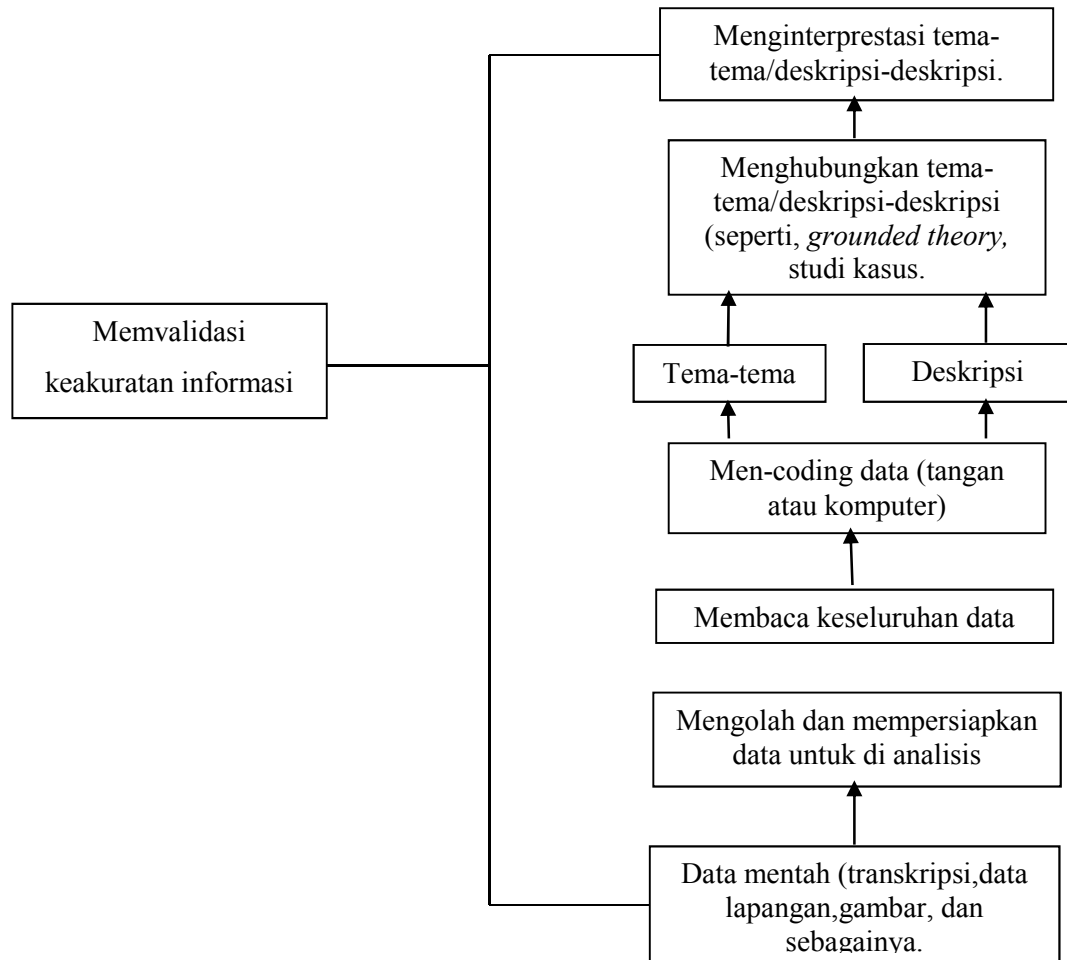 Menginterprestasi tema-
tema/deskripsi-deskripsi.
Menghubungkan tema-
tema/deskripsi-deskripsi
(seperti, grounded theory,
studi kasus.
Memvalidasi
keakuratan informasi
Tema-tema
Deskripsi
Men-coding data (tangan
atau komputer)
Membaca keseluruhan data
Mengolah dan mempersiapkan
data untuk di analisis
Data mentah (transkripsi,data
lapangan,gambar, dan
sebagainya.